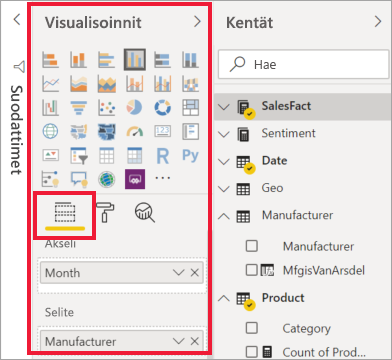 Suodattimet
Visualisoinnit
R Py
Akseli
Month
Selite
Manufacturer
Kentät
Hae
SalesFact
Sentiment
Date
Geo
Manufacturer
Manufacturer
MfgisVanArsdel
Product
Category
Count of Product